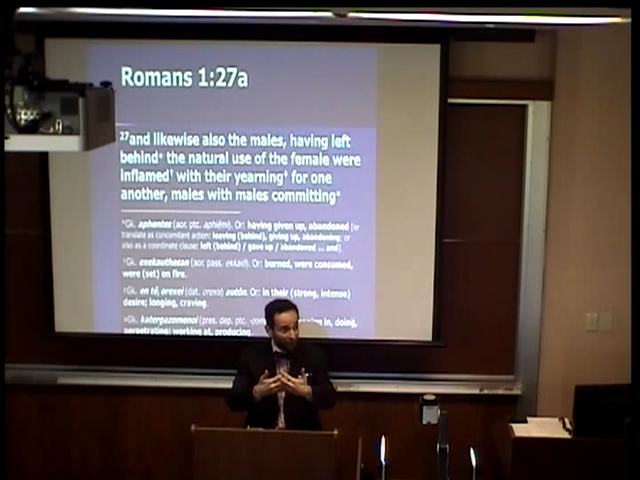 Romans 1:27a
27and likewise also the males, having left
behind* the natural use of the female were
inflamed† with their yearning‡ for one
another, males with males committing
*Gk. aphentes (aor. ptc. aphiēmi). Or: having given up, abandoned [or
translate as concomitant action: leaving (behind), giving up, abandoning; or
also as a coordinate clause: left (behind) / gave up / abandoned ... and].
Gk. exekauthesan (aor. pass. ekkaiō). Or: burned, were consumed,
were (set) on fire.
Gk. en tē orexei (dat. orexis) autōn. Or: in their (strong, intense)
desire; longing, craving.
Gk. katergazomenoi (pres. dep. ptc. in, doing,
perpetrating; working at, producing